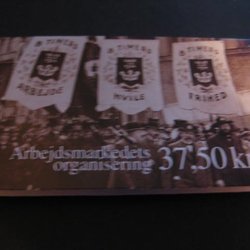 8 TIMERS
ARBEJDE
8 TIMERS
HVILE
8 TIMERS
FRIHED
Arbejdsmarkedets
organisering
37,50 kr